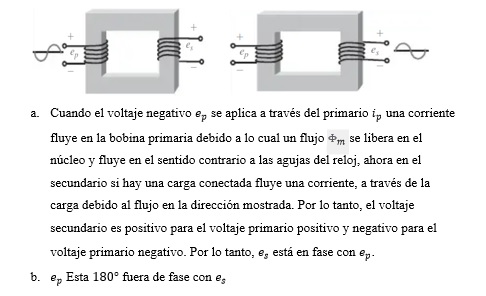 + + + +
e_p e_s e_p e_s
− − − −
a. Cuando el voltaje negativo e_p se aplica a través del primario i_p una corriente
fluye en la bobina primaria debido a lo cual un flujo Φ_m se libera en el
núcleo y fluye en el sentido contrario a las agujas del reloj, ahora en el
secundario si hay una carga conectada fluye una corriente, a través de la
carga debido al flujo en la dirección mostrada. Por lo tanto, el voltaje
secundario es positivo para el voltaje primario positivo y negativo para el
voltaje primario negativo. Por lo tanto, e_s está en fase con e_p.
b. e_p Esta 180° fuera de fase con e_s